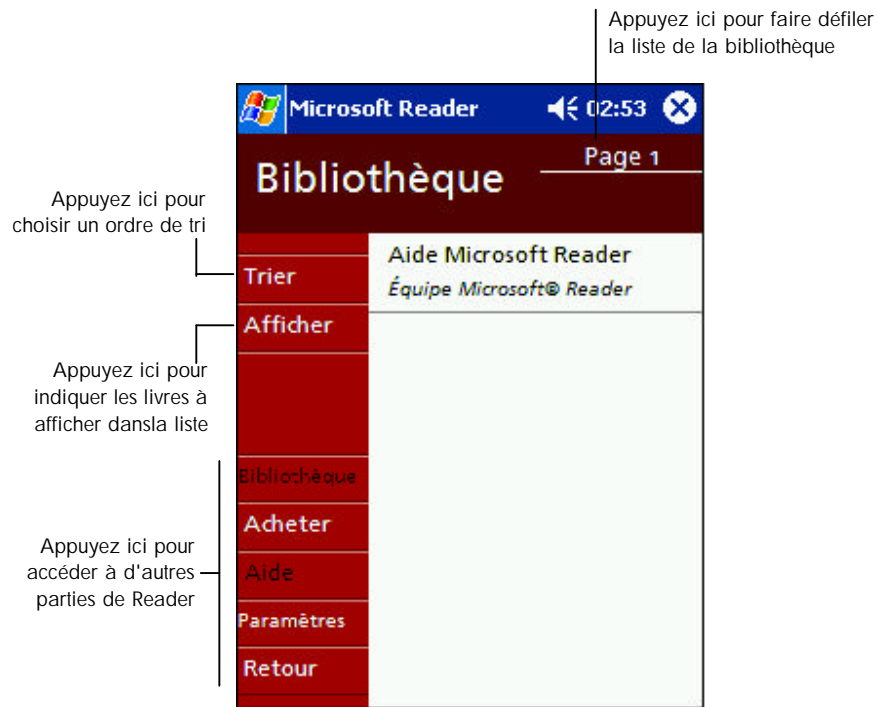 Appuyez ici pour faire défiler
la liste de la bibliothèque
Microsoft Reader 02:53
Bibliothèque
Page 1
Appuyez ici pour
choisir un ordre de tri
Trier
Aide Microsoft Reader
Équipe Microsoft® Reader
Afficher
Appuyez ici pour
indiquer les livres à
afficher dansla liste
Bibliothèque
Acheter
Appuyez ici pour
accéder à d'autres
parties de Reader
Aide
Paramètres
Retour